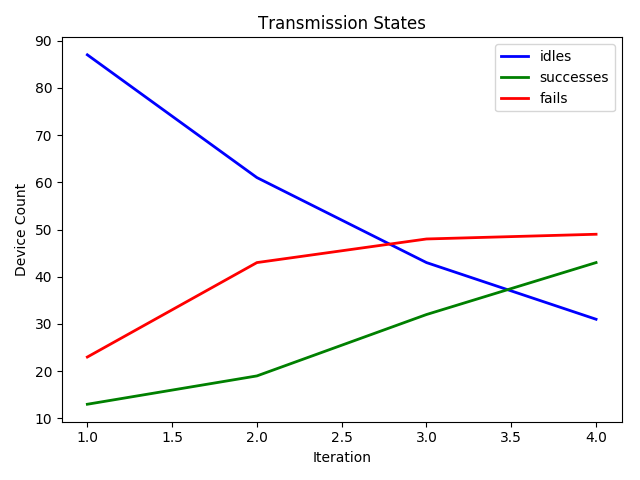 Transmission States
90
80
70
60
50
40
30
20
10
Device Count
idles
successes
fails
1.0 1.5 2.0 2.5 3.0 3.5 4.0
Iteration